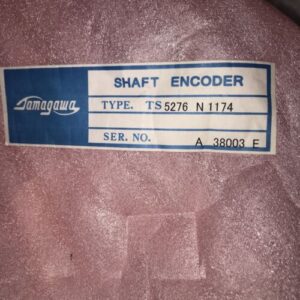 Tamagawa
SHAFT ENCODER
TYPE. TS 5276 N 1174
SER. NO. A 38003 F